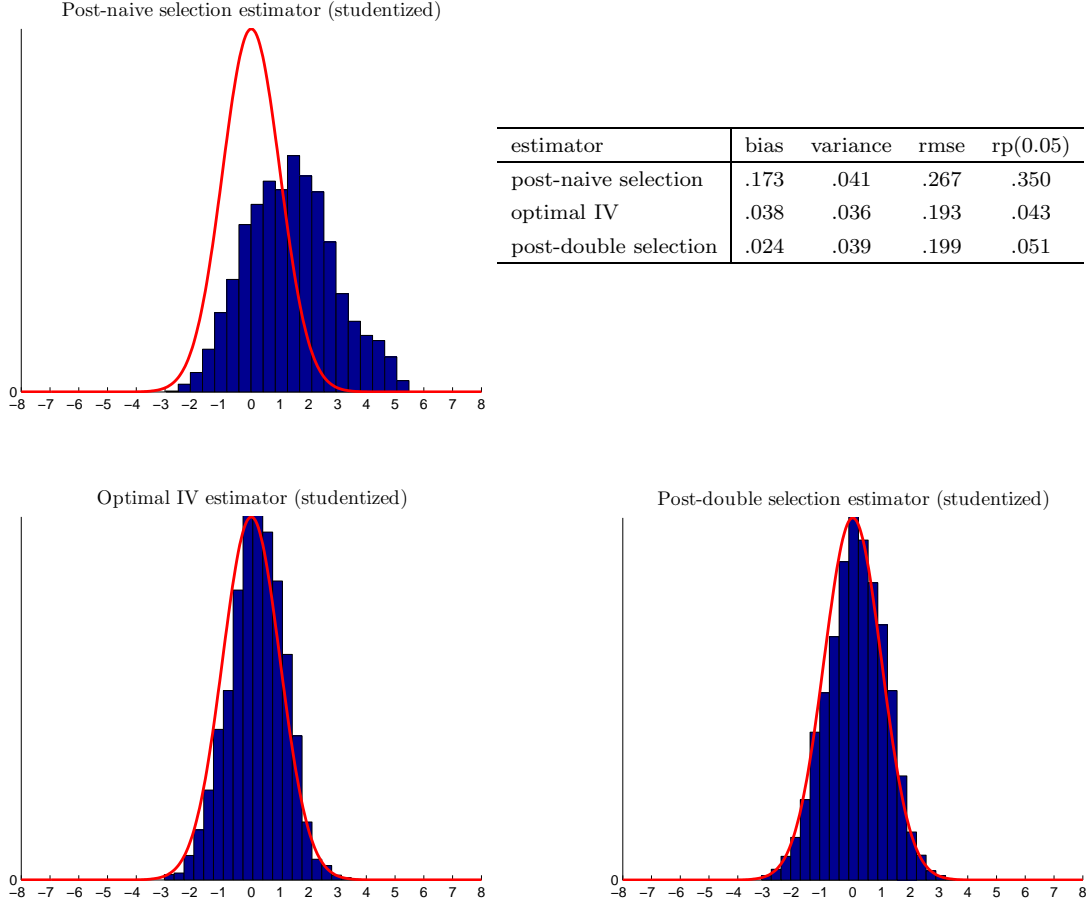 Post-naive selection estimator (studentized)
0
−8 −7 −6 −5 −4 −3 −2 −1 0 1 2 3 4 5 6 7 8
estimator bias variance rmse rp(0.05)
post-naive selection .173 .041 .267 .350
optimal IV .038 .036 .193 .043
post-double selection .024 .039 .199 .051
Optimal IV estimator (studentized)
0
−8 −7 −6 −5 −4 −3 −2 −1 0 1 2 3 4 5 6 7 8
Post-double selection estimator (studentized)
0
−8 −7 −6 −5 −4 −3 −2 −1 0 1 2 3 4 5 6 7 8